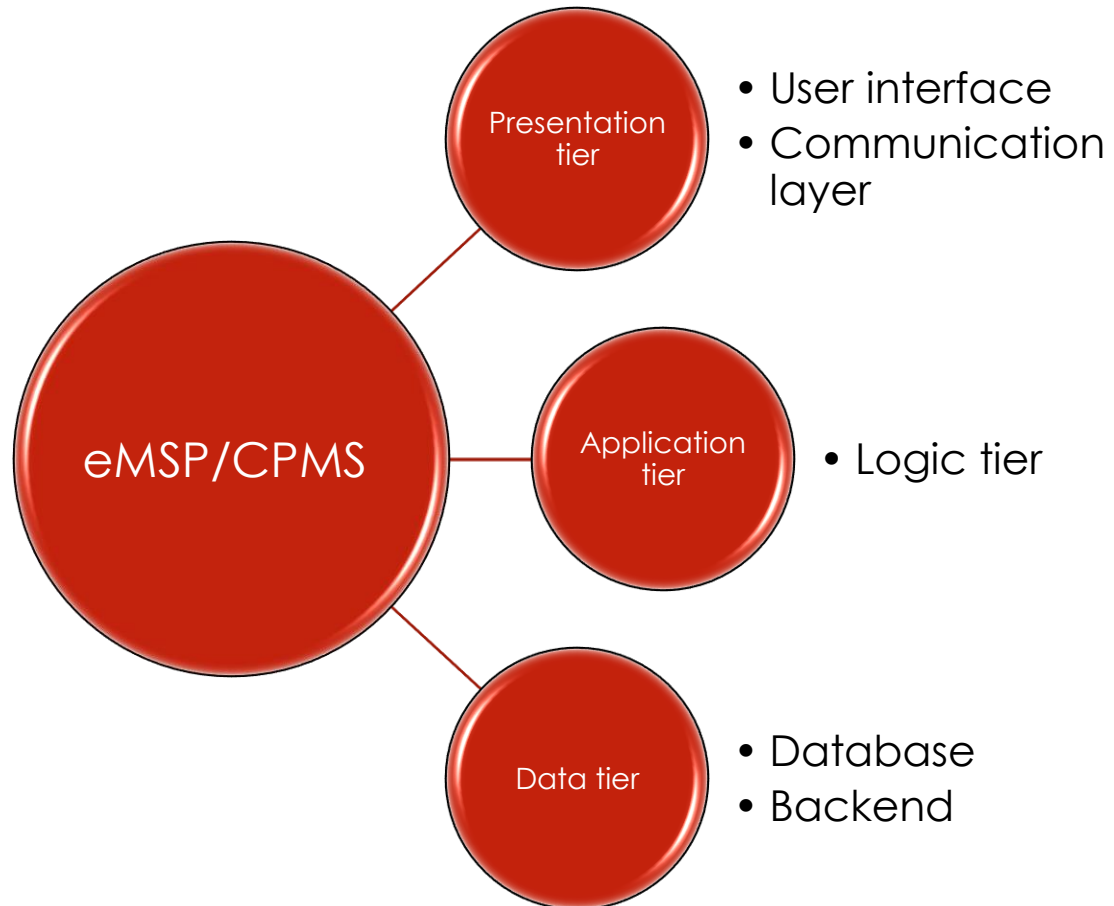 eMSP/CPMS
Presentation
tier
• User interface
• Communication
layer
Application
tier
• Logic tier
Data tier
• Database
• Backend